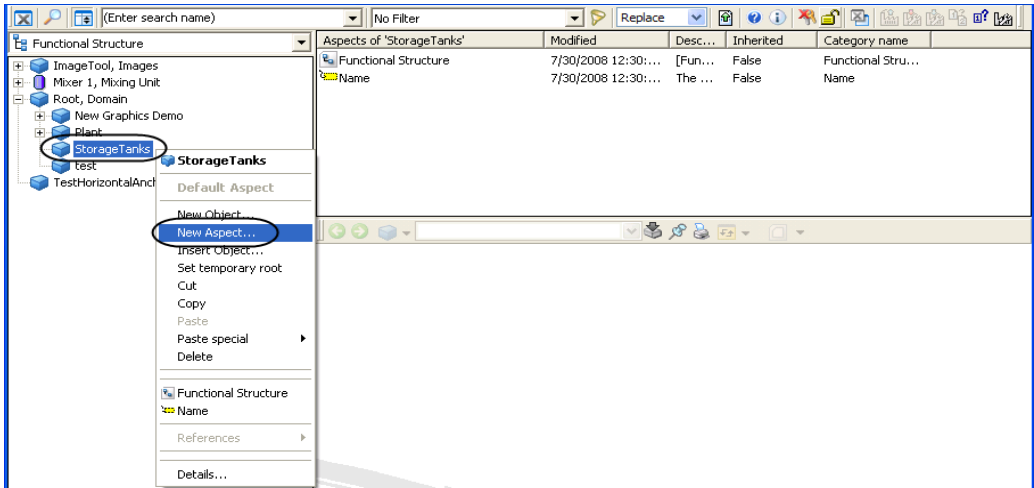 (Enter search name) No Filter Replace
Functional Structure
Aspects of 'StorageTanks' Modified Desc... Inherited Category name
Functional Structure 7/30/2008 12:30:... [Fun... False Functional Stru...
Name 7/30/2008 12:30:... The ... False Name
ImageTool, Images
Mixer 1, Mixing Unit
Root, Domain
New Graphics Demo
Plant
StorageTanks
test
TestHorizontalAnch
StorageTanks
Default Aspect
New Object...
New Aspect...
Insert Object...
Set temporary root
Cut
Copy
Paste
Paste special
Delete
Functional Structure
Name
References
Details...